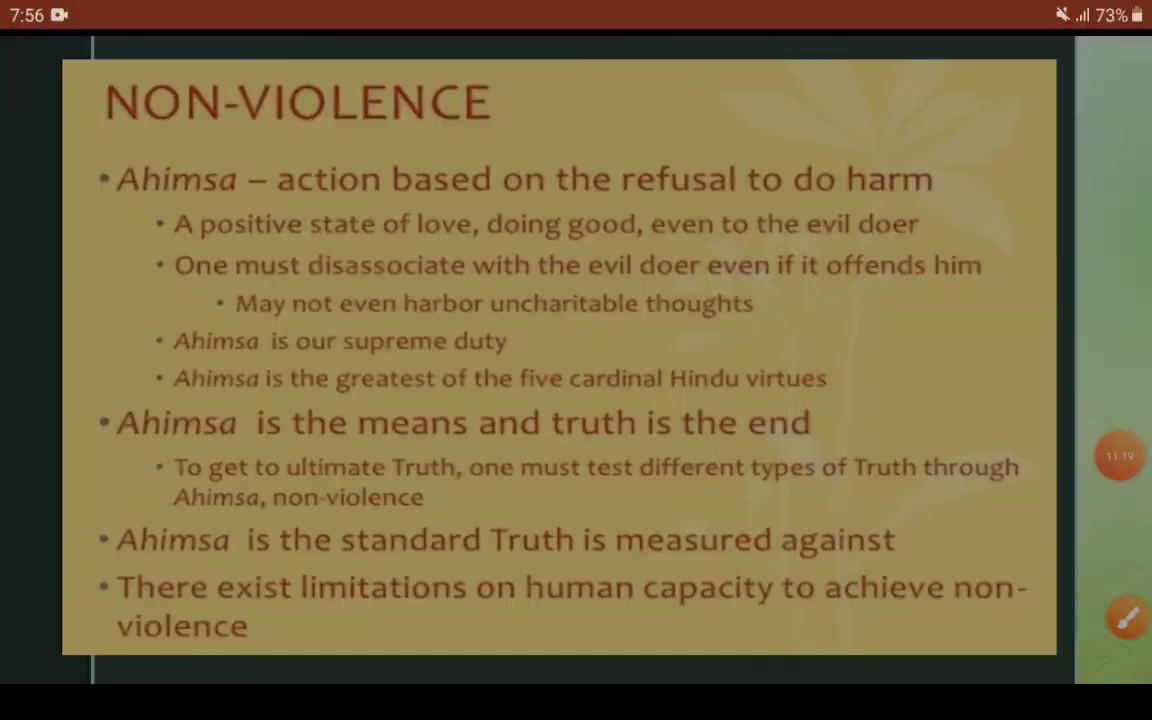 7:56
73%
NON-VIOLENCE
• Ahimsa – action based on the refusal to do harm
• A positive state of love, doing good, even to the evil doer
• One must disassociate with the evil doer even if it offends him
• May not even harbor uncharitable thoughts
• Ahimsa is our supreme duty
• Ahimsa is the greatest of the five cardinal Hindu virtues
• Ahimsa is the means and truth is the end
• To get to ultimate Truth, one must test different types of Truth through
Ahimsa, non-violence
• Ahimsa is the standard Truth is measured against
• There exist limitations on human capacity to achieve non-
violence
11:19